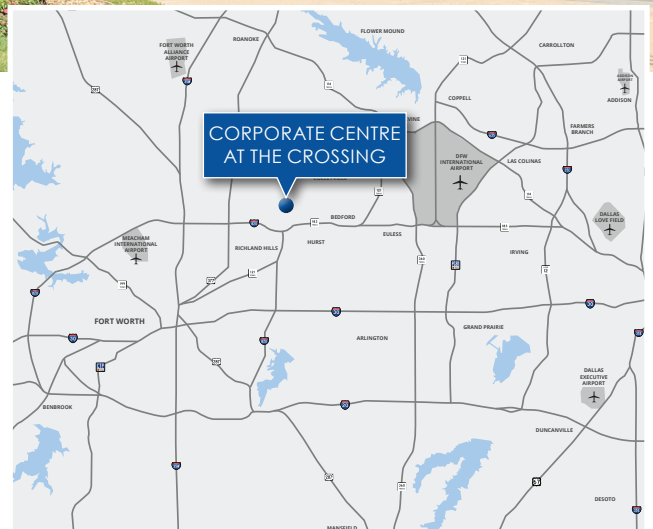 FLOWER MOUND
ROANOKE
FORT WORTH
ALLIANCE
AIRPORT
CARROLLTON
COPPELL
ADDISON
AIRPORT
ADDISON
FARMERS
BRANCH
CORPORATE CENTRE
AT THE CROSSING
VINE
DFW
INTERNATIONAL
AIRPORT
LAS COLINAS
DALLAS
LOVE FIELD
BEDFORD
MEACHAM
INTERNATIONAL
AIRPORT
RICHLAND HILLS
HURST
EULESS
IRVING
FORT WORTH
ARLINGTON
GRAND PRAIRIE
DALLAS
EXECUTIVE
AIRPORT
BENBROOK
DUNCANVILLE
DESOTO
MANSFIELD